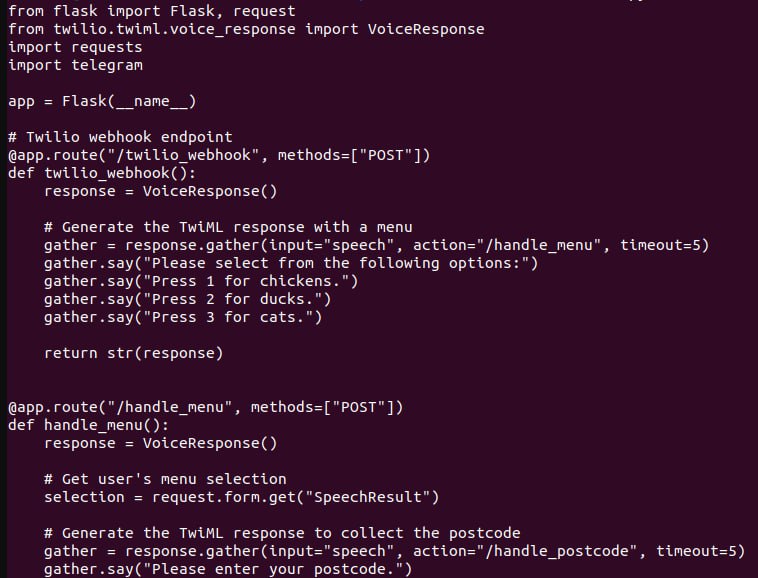 from flask import Flask, request
from twilio.twiml.voice_response import VoiceResponse
import requests
import telegram

app = Flask(__name__)

# Twilio webhook endpoint
@app.route("/twilio_webhook", methods=["POST"])
def twilio_webhook():
    response = VoiceResponse()

    # Generate the TwiML response with a menu
    gather = response.gather(input="speech", action="/handle_menu", timeout=5)
    gather.say("Please select from the following options:")
    gather.say("Press 1 for chickens.")
    gather.say("Press 2 for ducks.")
    gather.say("Press 3 for cats.")

    return str(response)


@app.route("/handle_menu", methods=["POST"])
def handle_menu():
    response = VoiceResponse()

    # Get user's menu selection
    selection = request.form.get("SpeechResult")

    # Generate the TwiML response to collect the postcode
    gather = response.gather(input="speech", action="/handle_postcode", timeout=5)
    gather.say("Please enter your postcode.")